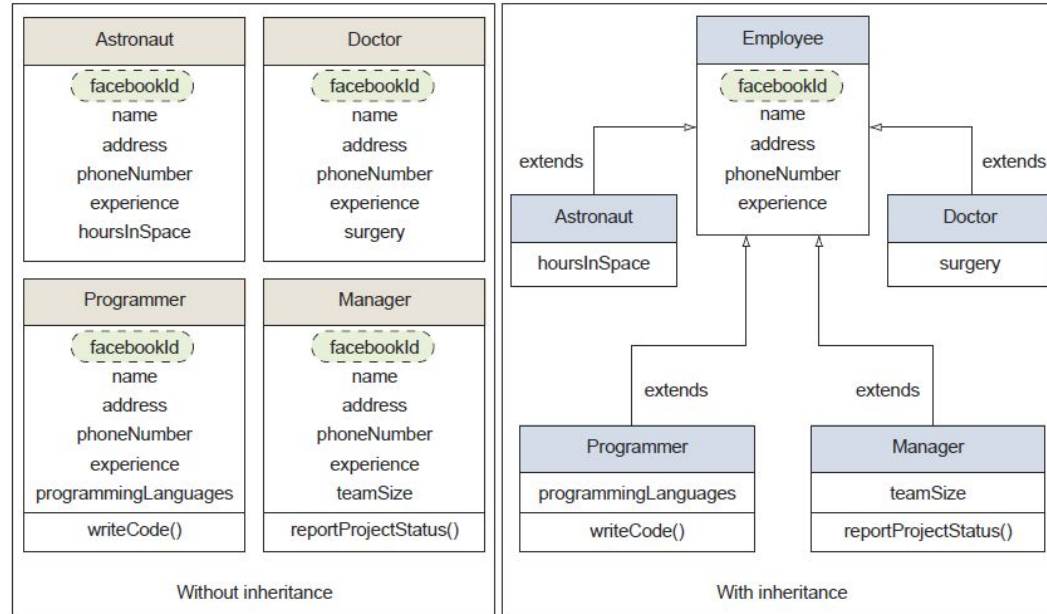 Astronaut
facebookId
name
address
phoneNumber
experience
hoursInSpace
Doctor
facebookId
name
address
phoneNumber
experience
surgery
Programmer
facebookId
name
address
phoneNumber
experience
programmingLanguages
writeCode()
Manager
facebookId
name
address
phoneNumber
experience
teamSize
reportProjectStatus()
Without inheritance
Employee
facebookId
name
address
phoneNumber
experience
extends
extends
Astronaut
hoursInSpace
Doctor
surgery
extends
extends
Programmer
programmingLanguages
writeCode()
Manager
teamSize
reportProjectStatus()
With inheritance